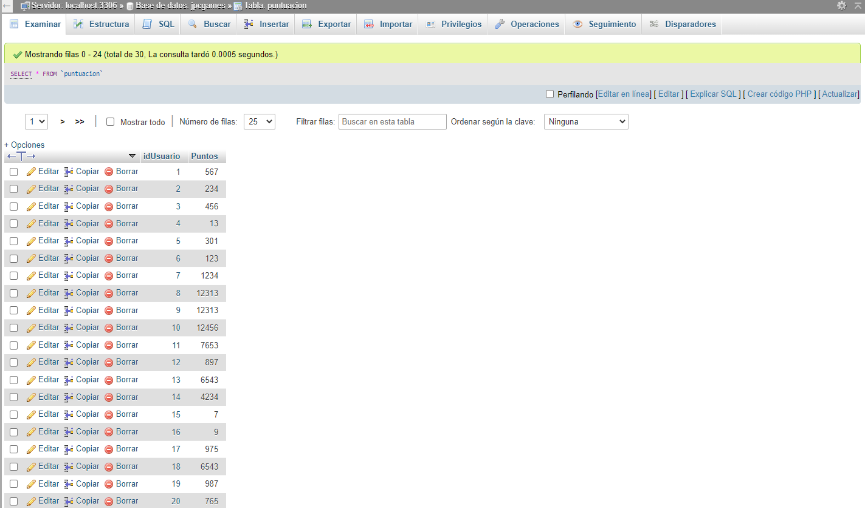 Servidor: localhost:3306 » Base de datos: jpcgames » Tabla: puntuacion
Examinar Estructura SQL Buscar Insertar Exportar Importar Privilegios Operaciones Seguimiento Disparadores
Mostrando filas 0 - 24 (total de 30, La consulta tardó 0.0005 segundos.)
SELECT * FROM `puntuacion`
Perfilando [Editar en línea] [ Editar ] [ Explicar SQL ] [ Crear código PHP ] [ Actualizar]
1 > >> Mostrar todo Número de filas: 25 Filtrar filas: Buscar en esta tabla Ordenar según la clave: Ninguna
+ Opciones
←T→ idUsuario Puntos
Editar Copiar Borrar 1 567
Editar Copiar Borrar 2 234
Editar Copiar Borrar 3 456
Editar Copiar Borrar 4 13
Editar Copiar Borrar 5 301
Editar Copiar Borrar 6 123
Editar Copiar Borrar 7 1234
Editar Copiar Borrar 8 12313
Editar Copiar Borrar 9 12313
Editar Copiar Borrar 10 12456
Editar Copiar Borrar 11 7653
Editar Copiar Borrar 12 897
Editar Copiar Borrar 13 6543
Editar Copiar Borrar 14 4234
Editar Copiar Borrar 15 7
Editar Copiar Borrar 16 9
Editar Copiar Borrar 17 975
Editar Copiar Borrar 18 6543
Editar Copiar Borrar 19 987
Editar Copiar Borrar 20 765